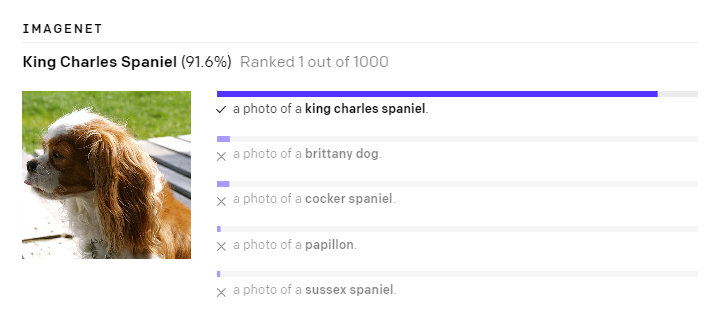 IMAGENET
King Charles Spaniel (91.6%) Ranked 1 out of 1000
a photo of a king charles spaniel.
a photo of a brittany dog.
a photo of a cocker spaniel.
a photo of a papillon.
a photo of a sussex spaniel.